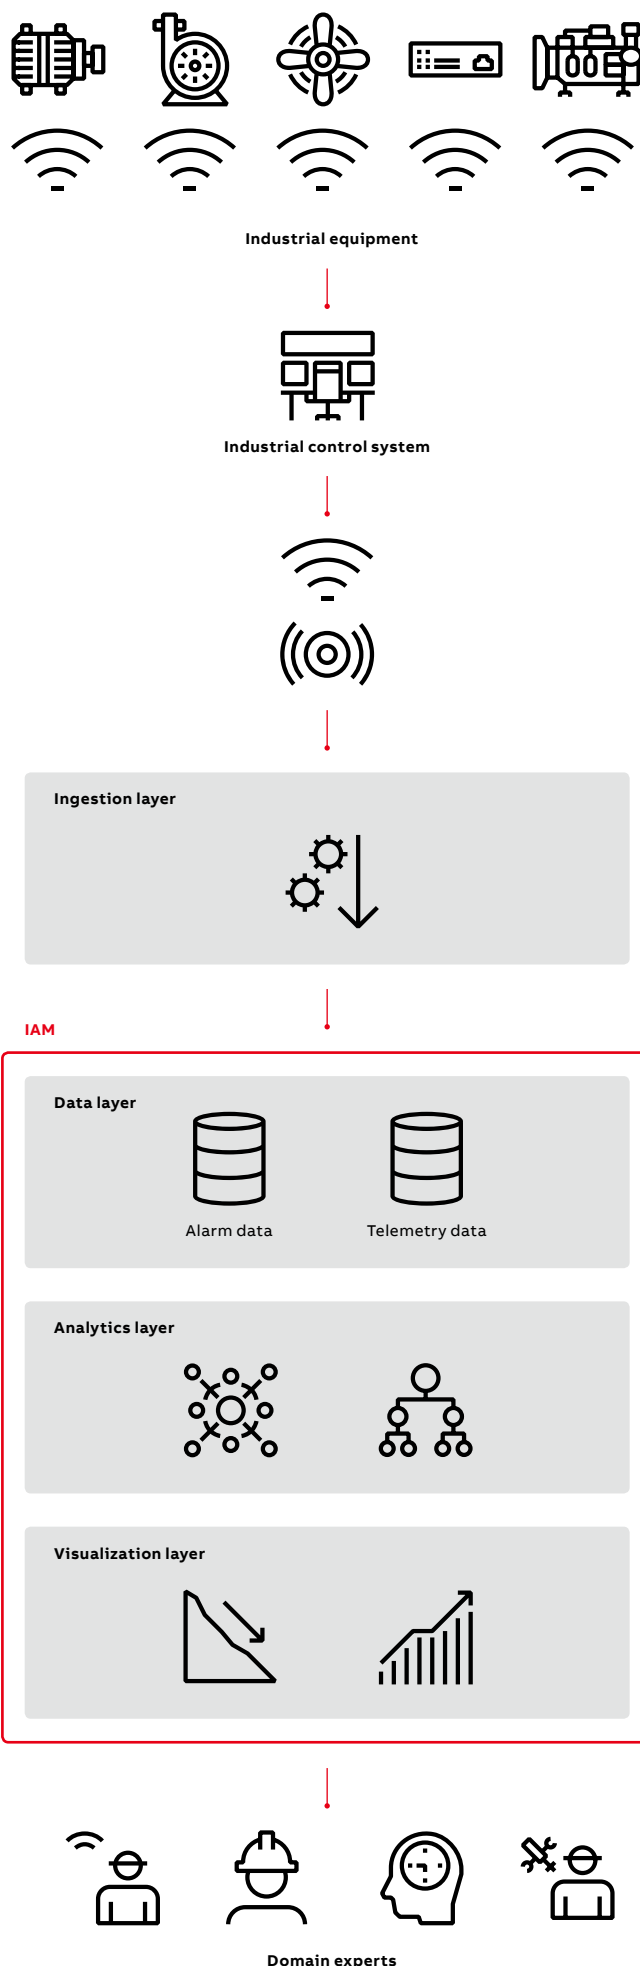 Industrial equipment
Industrial control system
Ingestion layer
IAM
Data layer
Alarm data
Telemetry data
Analytics layer
Visualization layer
Domain experts